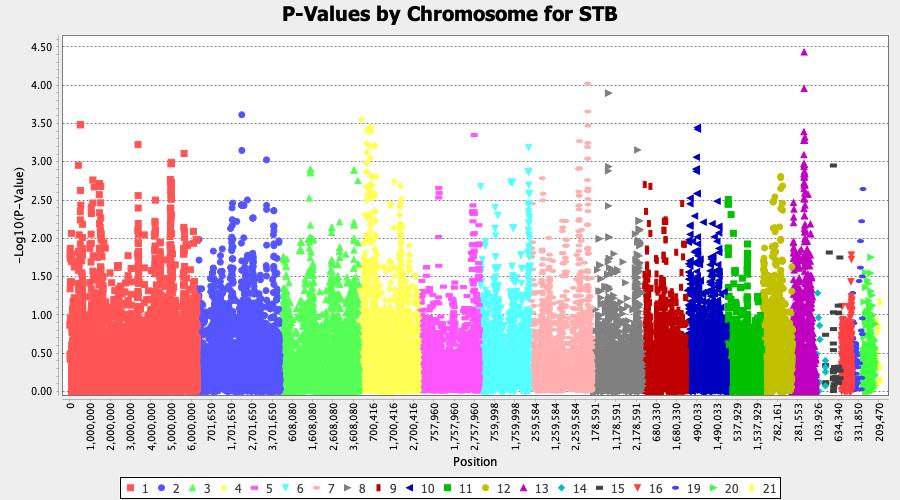 P-Values by Chromosome for STB
−Log10(P-Value)
4.50
4.00
3.50
3.00
2.50
2.00
1.50
1.00
0.50
0.00
0 1,000,000 2,000,000 3,000,000 4,000,000 5,000,000 6,000,000 701,650 1,701,650 2,701,650 3,701,650 608,080 1,608,080 2,608,080 3,608,080 700,416 1,700,416 2,700,416 757,960 1,757,960 2,757,960 759,998 1,759,998 259,584 1,259,584 2,259,584 178,591 1,178,591 2,178,591 680,330 1,680,330 490,033 1,490,033 537,929 1,537,929 782,161 281,553 103,926 634,340 331,850 209,470
Position
1 2 3 4 5 6 7 8 9 10 11 12 13 14 15 16 19 20 21